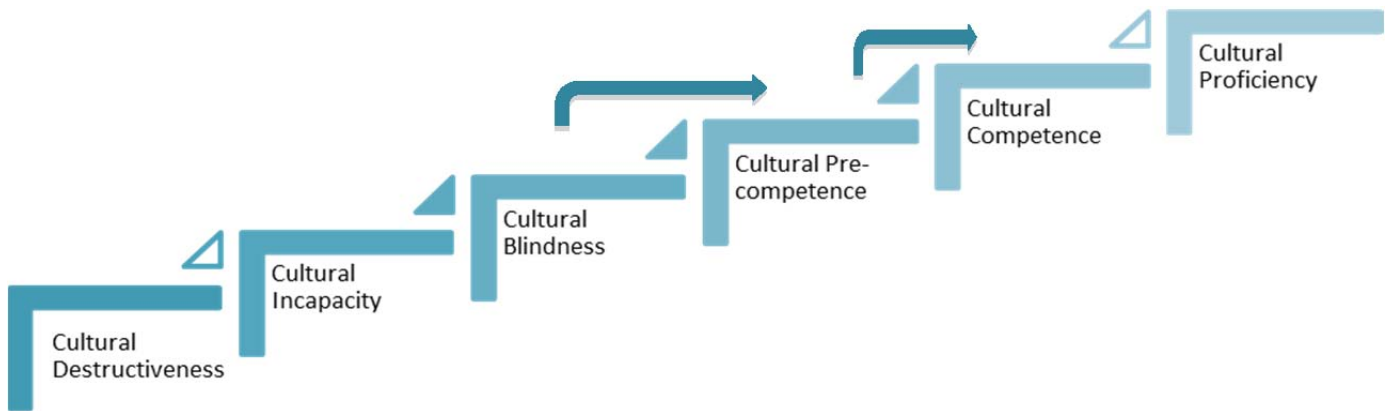 Cultural
Destructiveness
Cultural
Incapacity
Cultural
Blindness
Cultural Pre-
competence
Cultural
Competence
Cultural
Proficiency